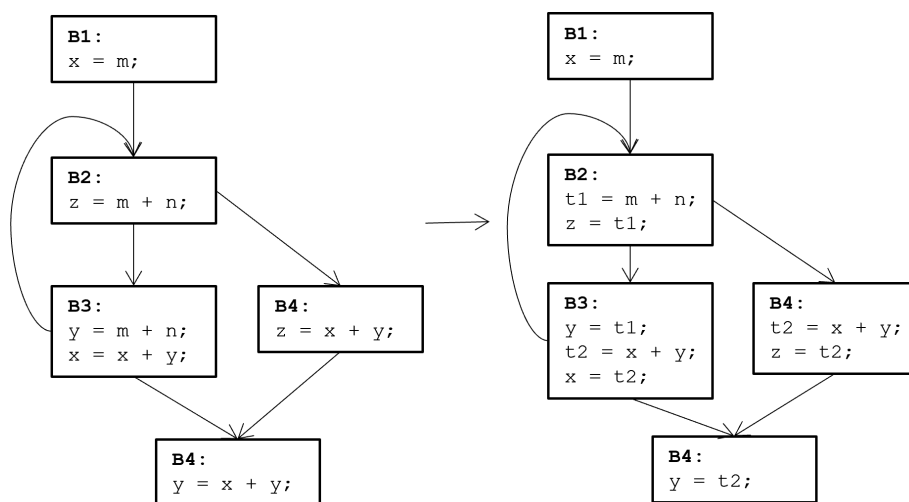 B1:
x = m;
B2:
z = m + n;
B3:
y = m + n;
x = x + y;
B4:
z = x + y;
B4:
y = x + y;
B1:
x = m;
B2:
t1 = m + n;
z = t1;
B3:
y = t1;
t2 = x + y;
x = t2;
B4:
t2 = x + y;
z = t2;
B4:
y = t2;